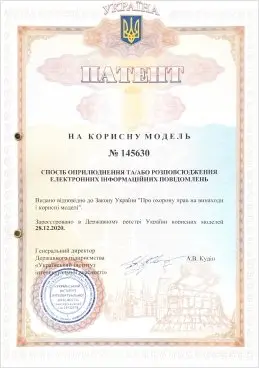 УКРАЇНА
ПАТЕНТ
НА КОРИСНУ МОДЕЛЬ
№ 145630
СПОСІБ ОПРИЛЮДНЕННЯ ТА/АБО РОЗПОВСЮДЖЕННЯ
ЕЛЕКТРОННИХ ІНФОРМАЦІЙНИХ ПОВІДОМЛЕНЬ
Видано відповідно до Закону України "Про охорону прав на винаходи
і корисні моделі".
Зареєстровано в Державному реєстрі України корисних моделей
28.12.2020.
Генеральний директор
Державного підприємства
«Український інститут
інтелектуальної власності»
А.В. Кудін